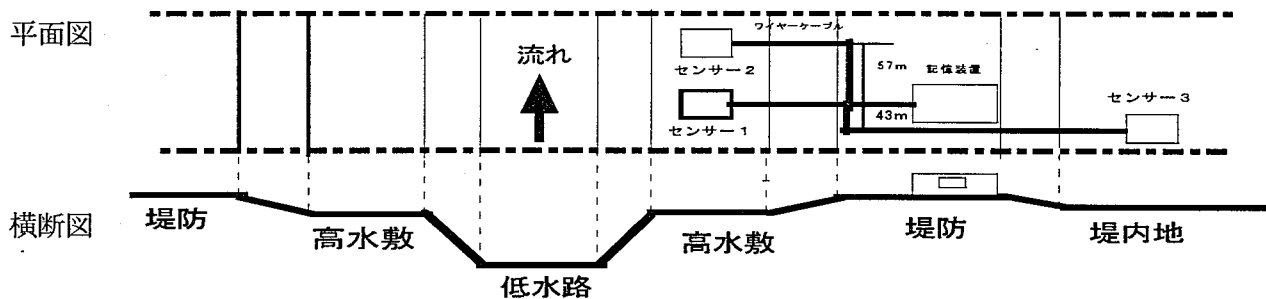 平面図
ワイヤーケーブル
流れ
センサー2
57m
記憶装置
センサー3
43m
センサー1
横断図
堤防
高水敷
低水路
高水敷
堤防
堤内地